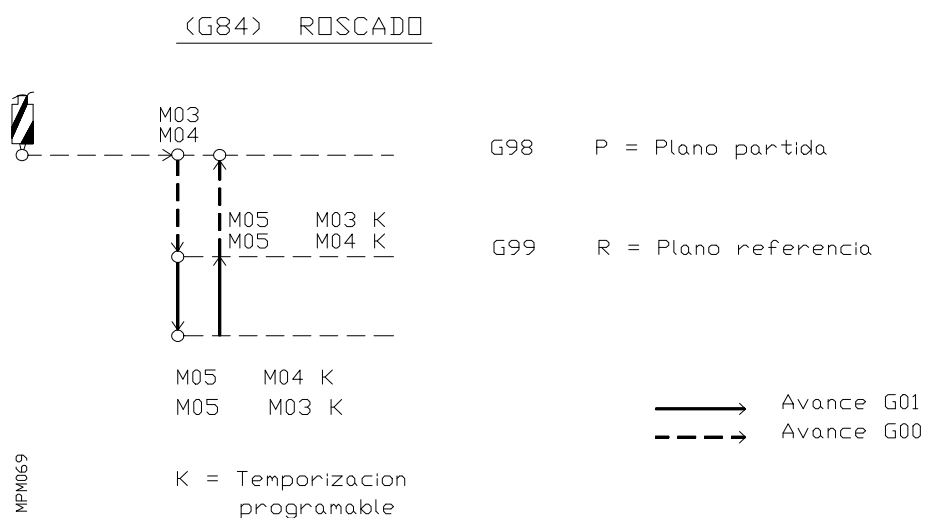 (G84) ROSCADO
M03
M04
G98 P = Plano partida
M05 M03 K
M05 M04 K
G99 R = Plano referencia
M05 M04 K
M05 M03 K
Avance G01
Avance G00
K = Temporizacion
programable
MPM069